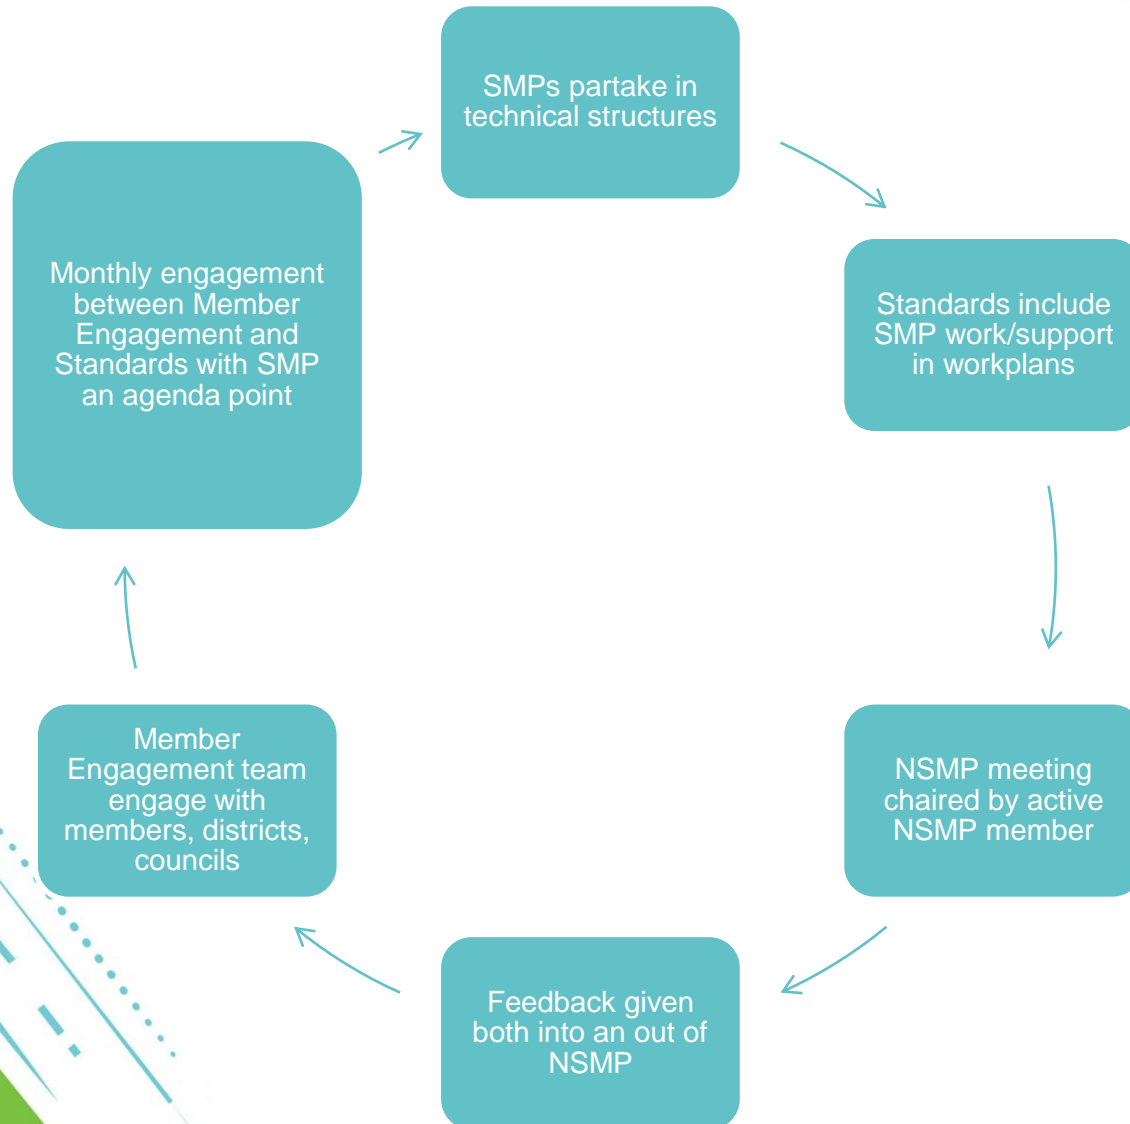 SMPs partake in
technical structures
Standards include
SMP work/support
in workplans
NSMP meeting
chaired by active
NSMP member
Feedback given
both into an out of
NSMP
Member
Engagement team
engage with
members, districts,
councils
Monthly engagement
between Member
Engagement and
Standards with SMP
an agenda point